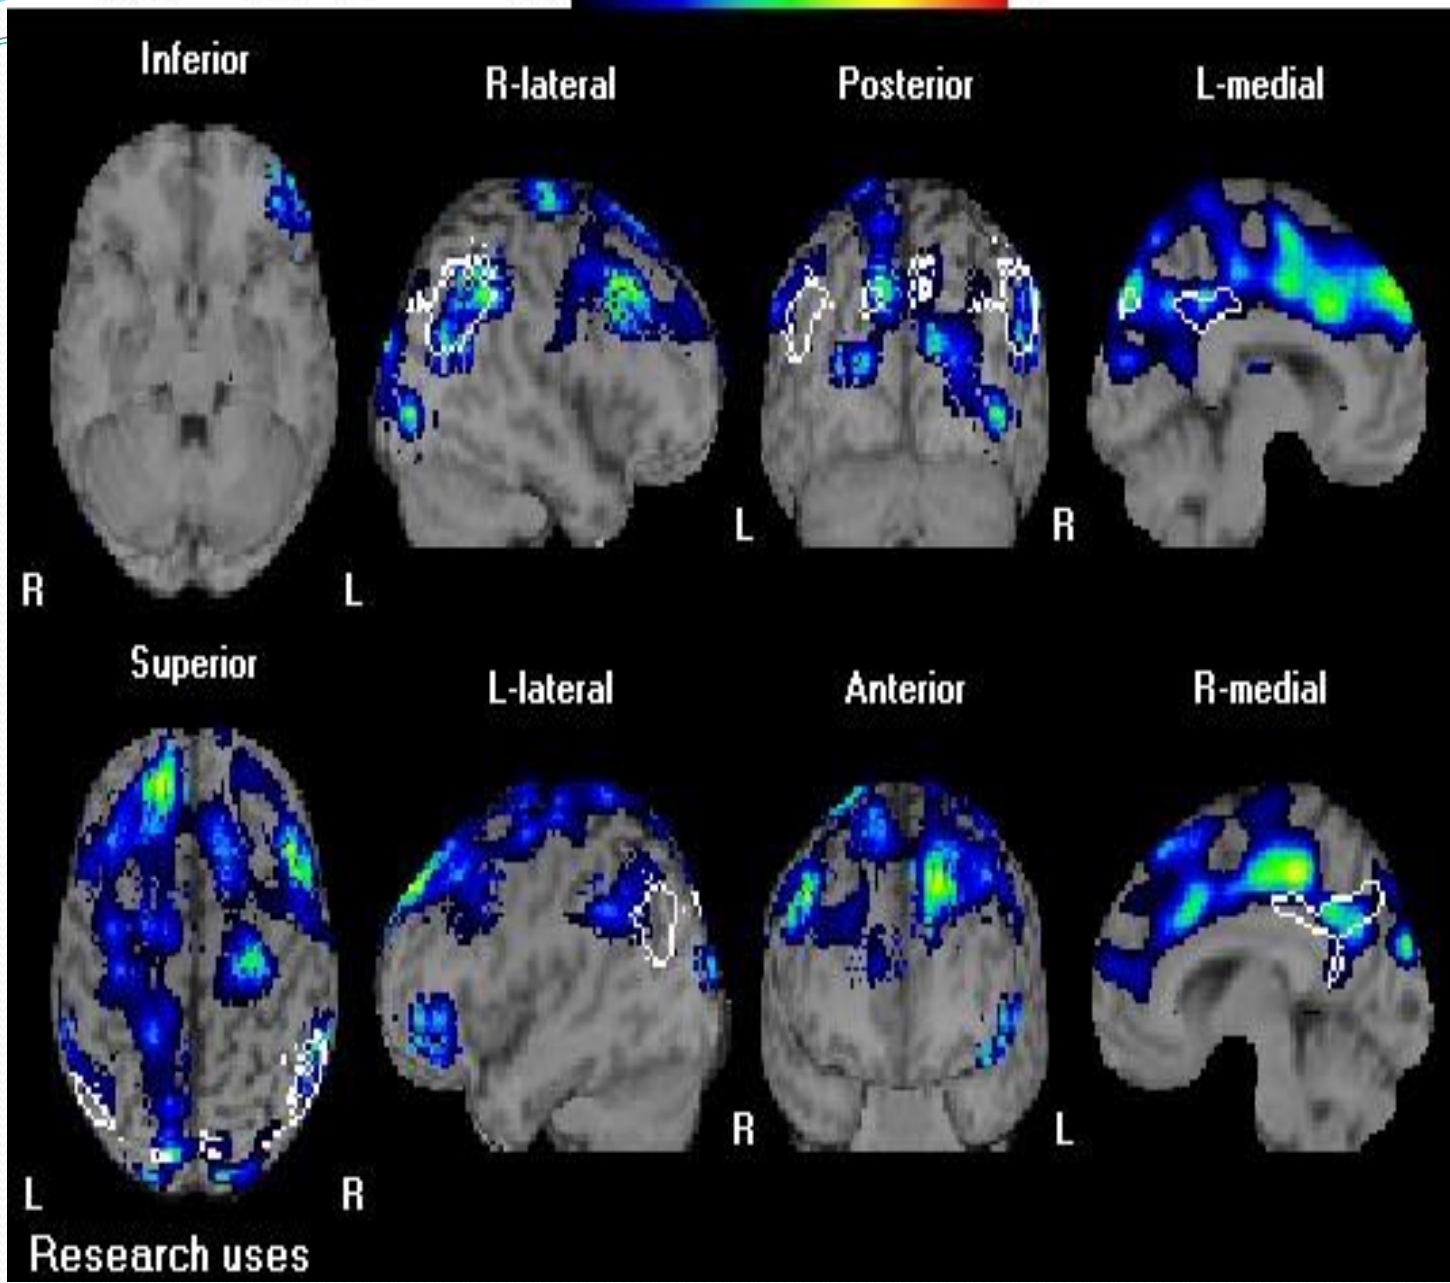 Inferior
R-lateral
Posterior
L-medial
R
L
L
R
Superior
L-lateral
Anterior
R-medial
L
R
R
L
Research uses